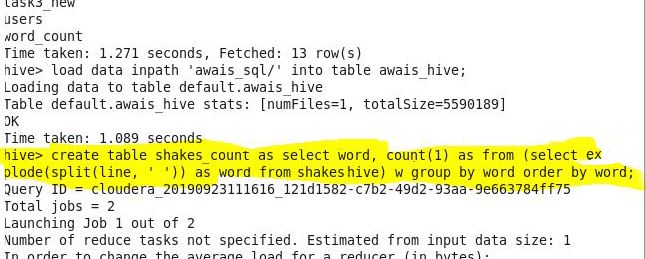 task3_new
users
word_count
Time taken: 1.271 seconds, Fetched: 13 row(s)
hive> load data inpath 'awais_sql/' into table awais_hive;
Loading data to table default.awais_hive
Table default.awais_hive stats: [numFiles=1, totalSize=5590189]
OK
Time taken: 1.089 seconds
hive> create table shakes_count as select word, count(1) as from (select ex
plode(split(line, ' ')) as word from shakeshive) w group by word order by word;
Query ID = cloudera_20190923111616_121d1582-c7b2-49d2-93aa-9e663784ff75
Total jobs = 2
Launching Job 1 out of 2
Number of reduce tasks not specified. Estimated from input data size: 1
In order to change the average load for a reducer (in bytes):